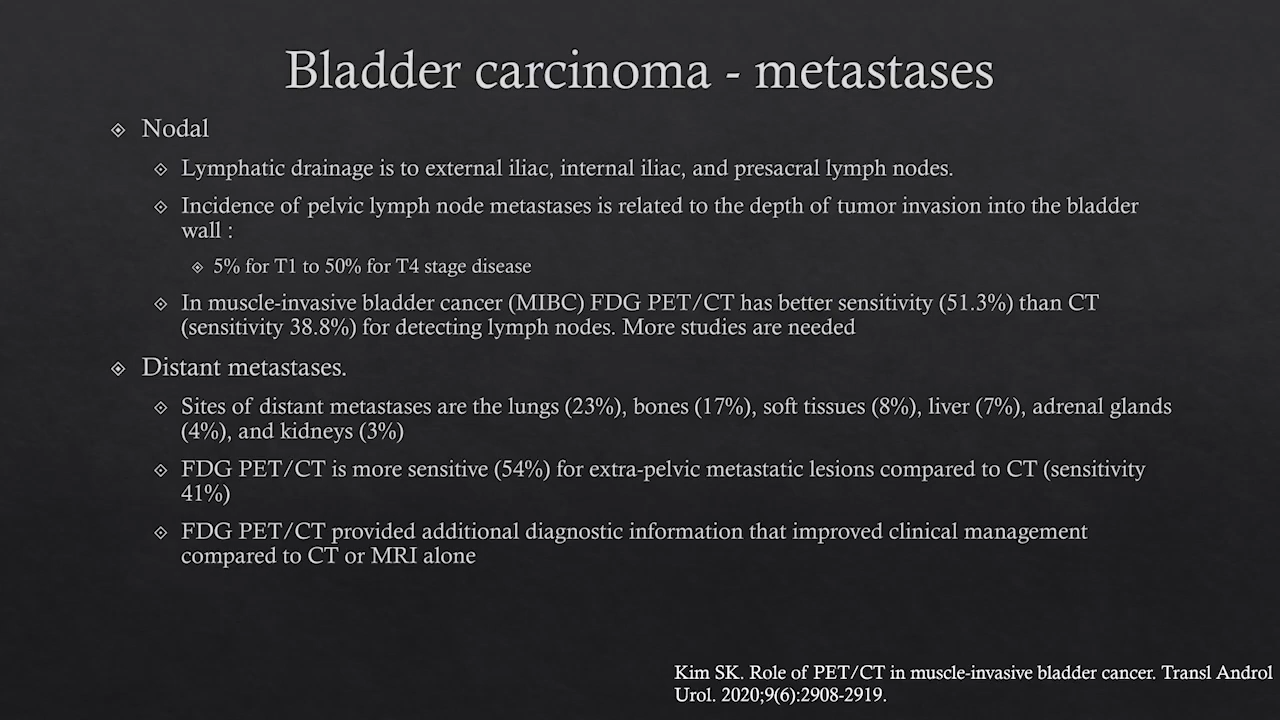 Bladder carcinoma - metastases
Nodal
Lymphatic drainage is to external iliac, internal iliac, and presacral lymph nodes.
Incidence of pelvic lymph node metastases is related to the depth of tumor invasion into the bladder
wall :
5% for T1 to 50% for T4 stage disease
In muscle-invasive bladder cancer (MIBC) FDG PET/CT has better sensitivity (51.3%) than CT
(sensitivity 38.8%) for detecting lymph nodes. More studies are needed
Distant metastases.
Sites of distant metastases are the lungs (23%), bones (17%), soft tissues (8%), liver (7%), adrenal glands
(4%), and kidneys (3%)
FDG PET/CT is more sensitive (54%) for extra-pelvic metastatic lesions compared to CT (sensitivity
41%)
FDG PET/CT provided additional diagnostic information that improved clinical management
compared to CT or MRI alone
Kim SK. Role of PET/CT in muscle-invasive bladder cancer. Transl Androl
Urol. 2020;9(6):2908-2919.